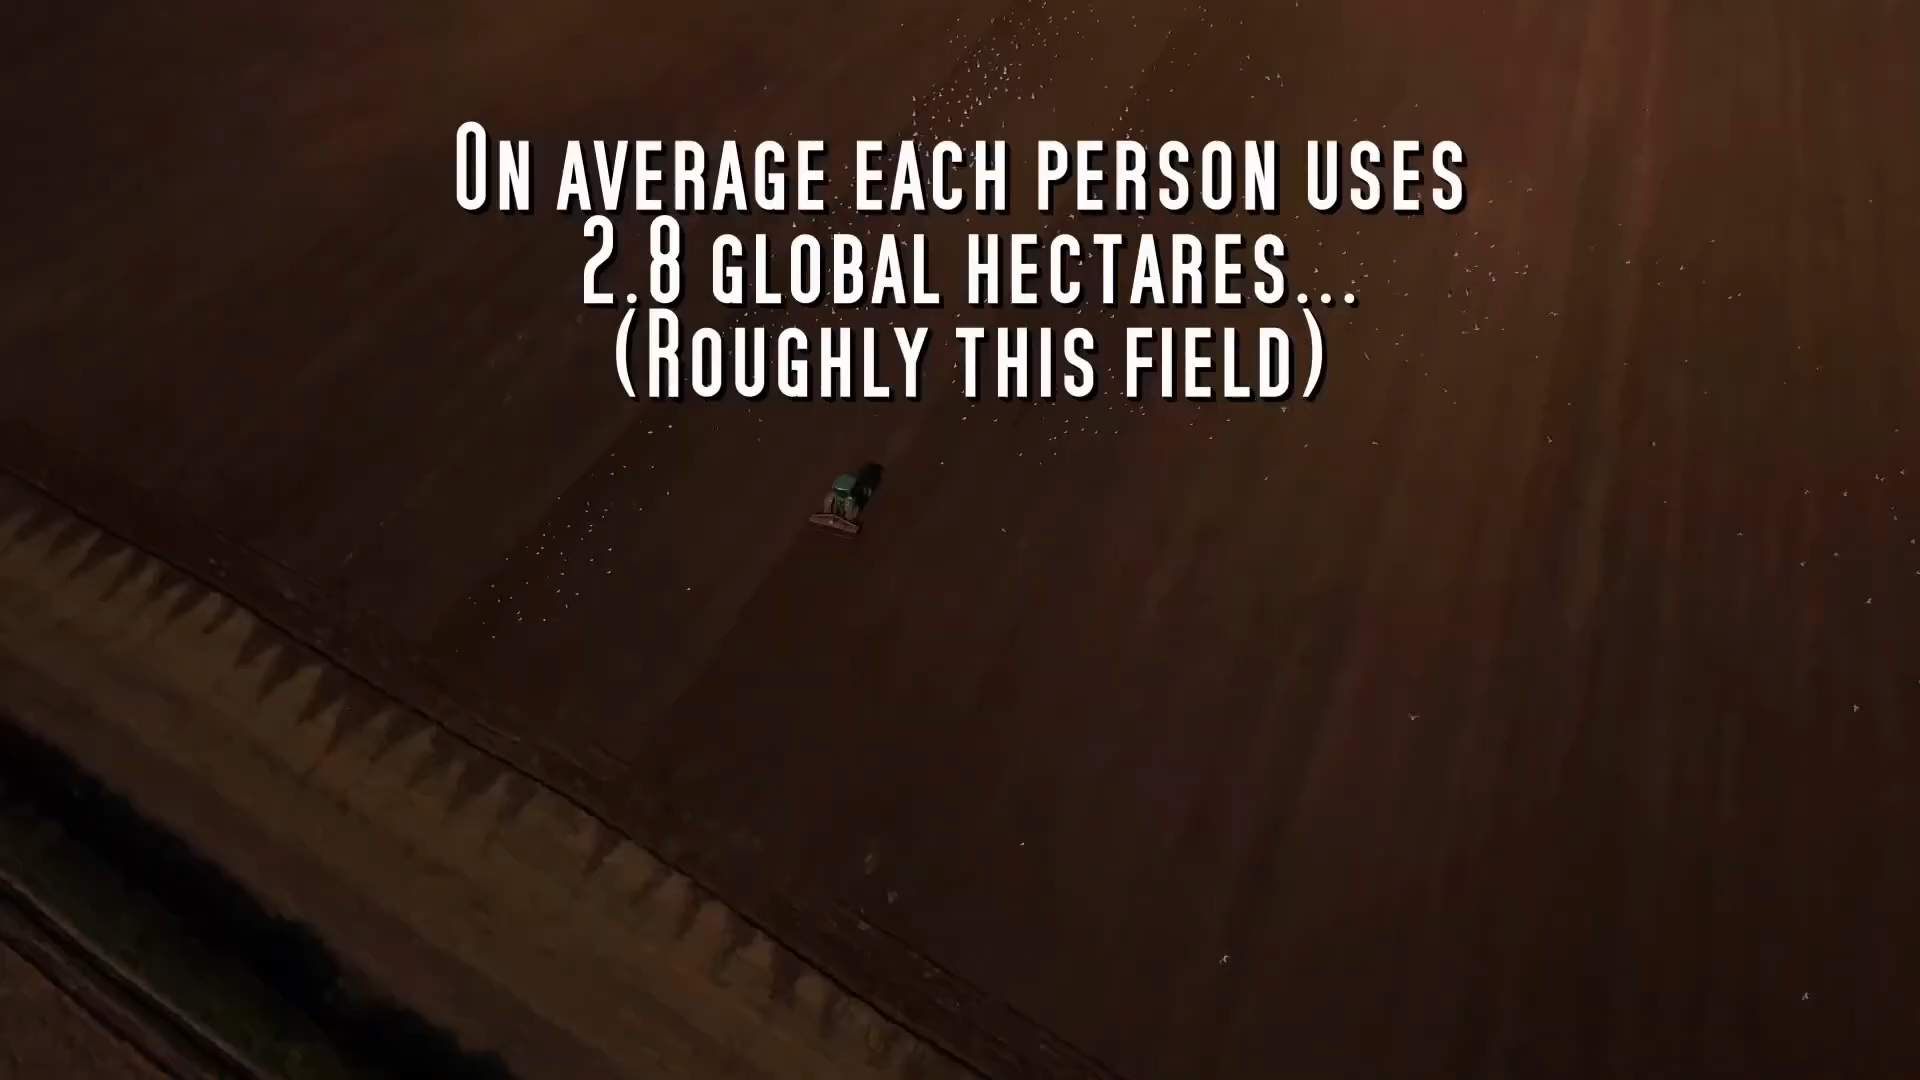 On average each person uses
2.8 global hectares...
(Roughly this field)